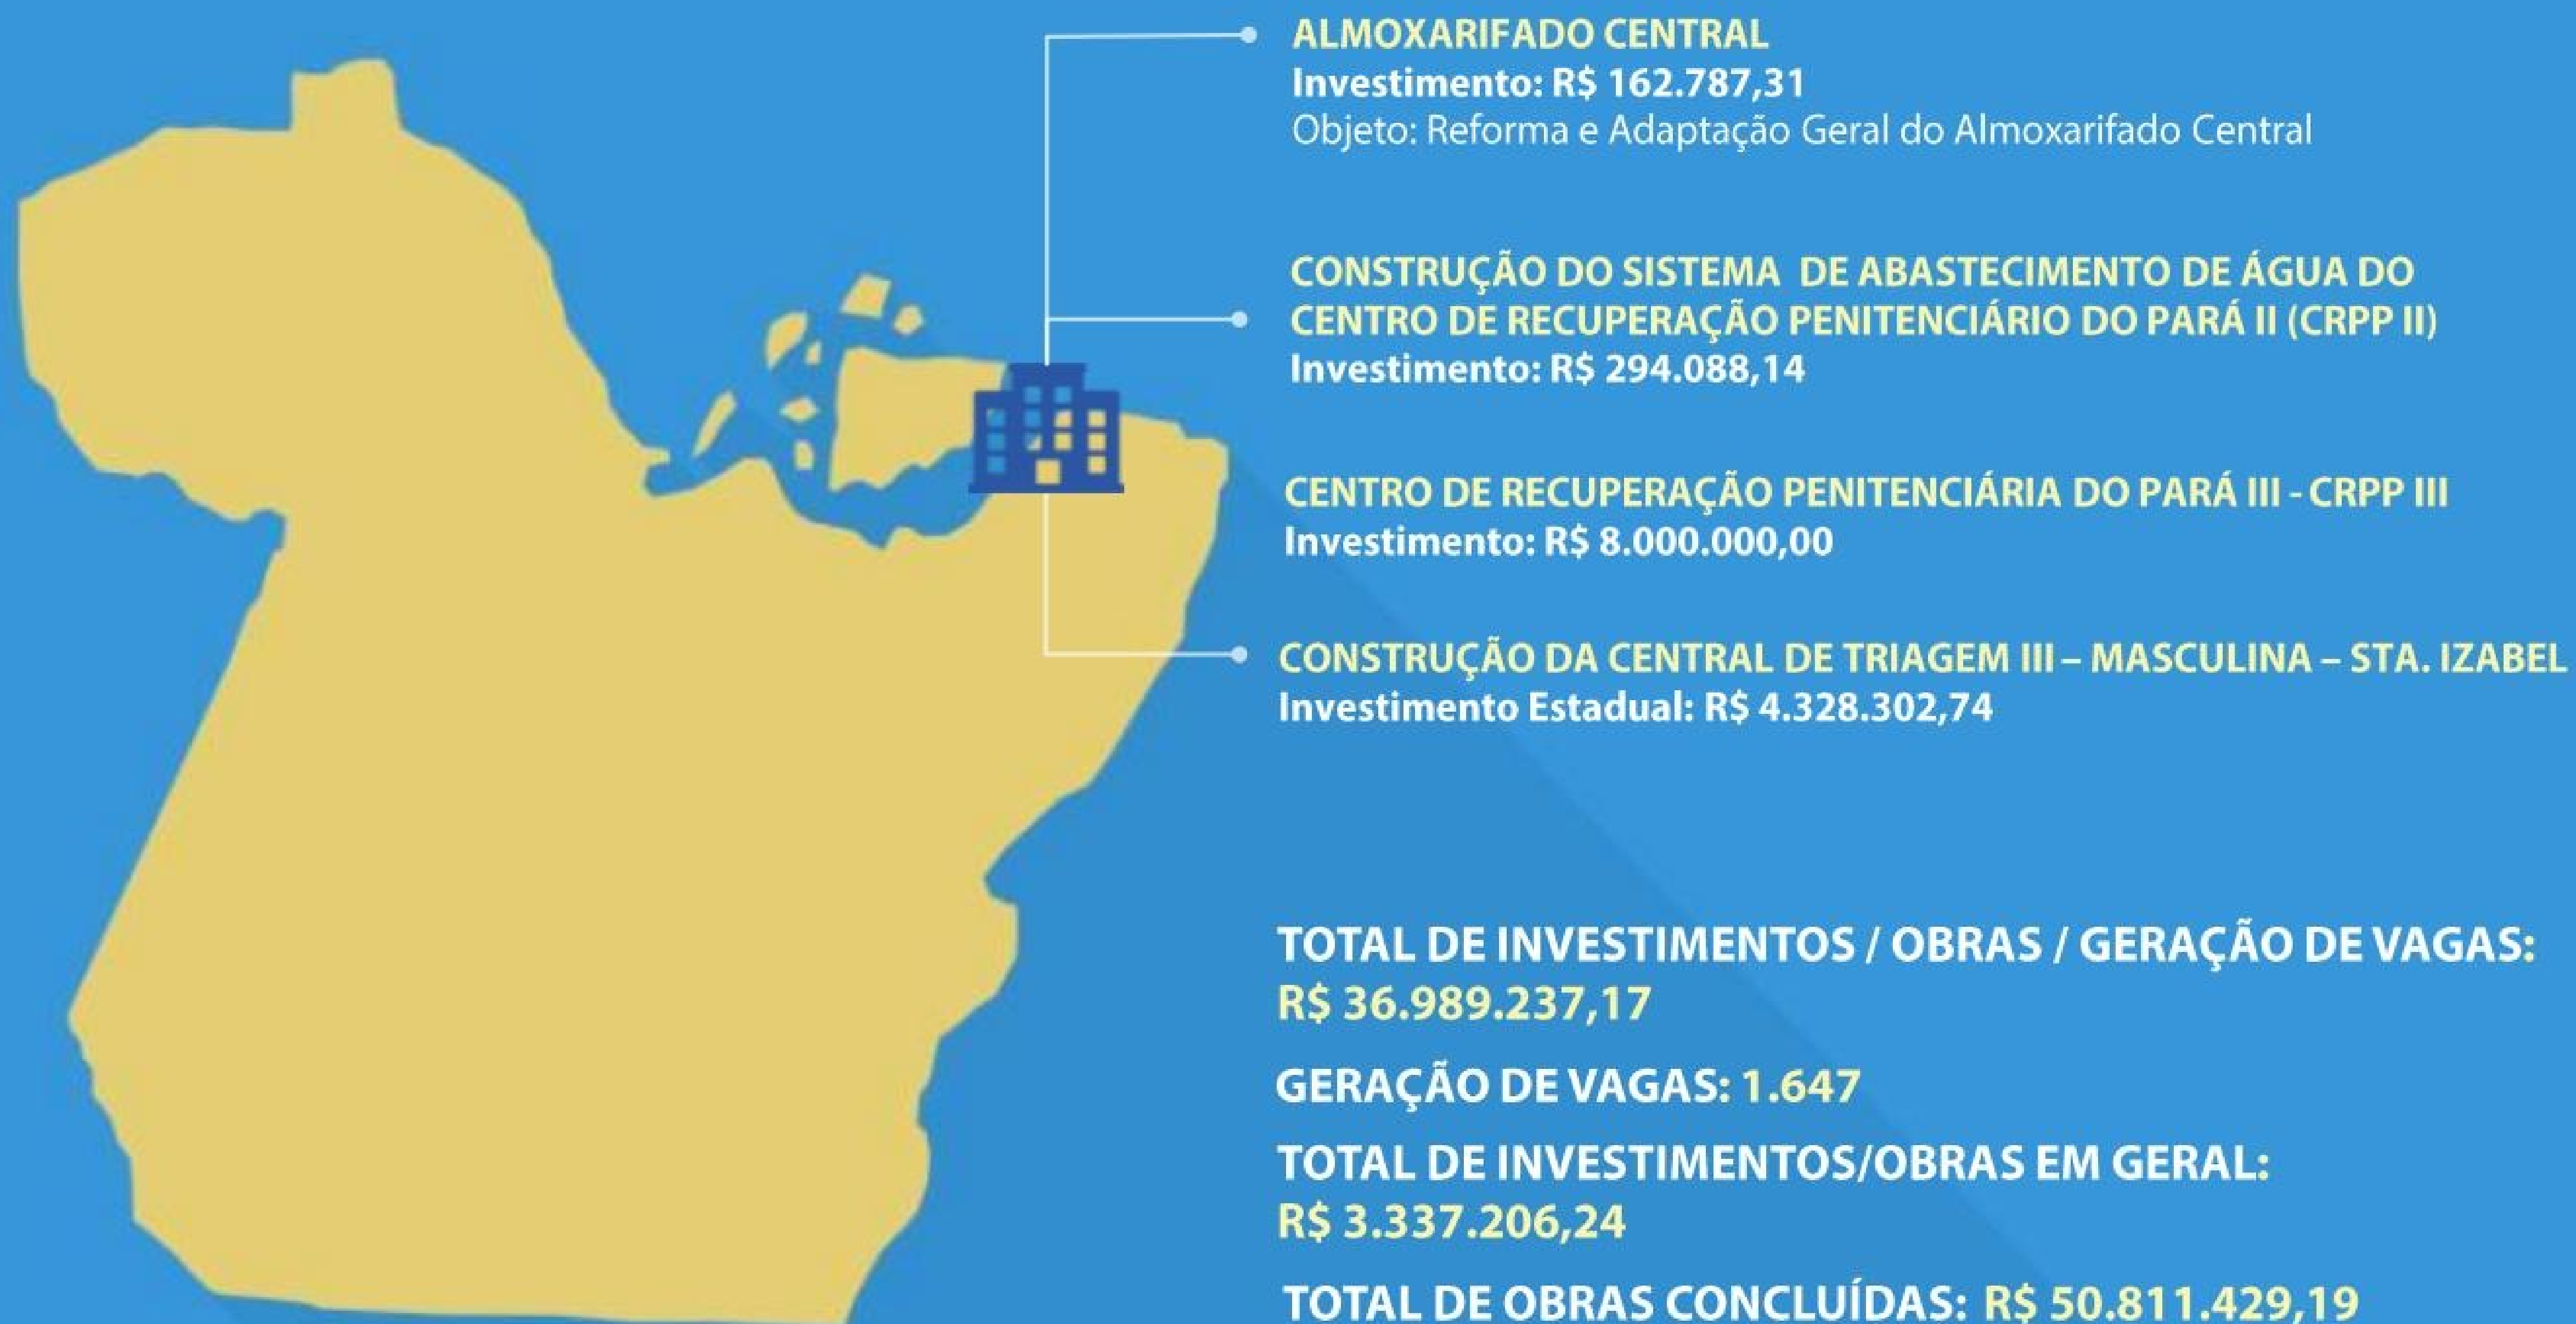 ALMOXARIFADO CENTRAL
Investimento: R$ 162.787,31
Objeto: Reforma e Adaptação Geral do Almoxarifado Central
CONSTRUÇÃO DO SISTEMA DE ABASTECIMENTO DE ÁGUA DO
CENTRO DE RECUPERAÇÃO PENITENCIÁRIO DO PARÁ II (CRPP II)
Investimento: R$ 294.088,14
CENTRO DE RECUPERAÇÃO PENITENCIÁRIA DO PARÁ III - CRPP III
Investimento: R$ 8.000.000,00
CONSTRUÇÃO DA CENTRAL DE TRIAGEM III – MASCULINA – STA. IZABEL
Investimento Estadual: R$ 4.328.302,74
TOTAL DE INVESTIMENTOS / OBRAS / GERAÇÃO DE VAGAS:
R$ 36.989.237,17
GERAÇÃO DE VAGAS: 1.647
TOTAL DE INVESTIMENTOS/OBRAS EM GERAL:
R$ 3.337.206,24
TOTAL DE OBRAS CONCLUÍDAS: R$ 50.811.429,19